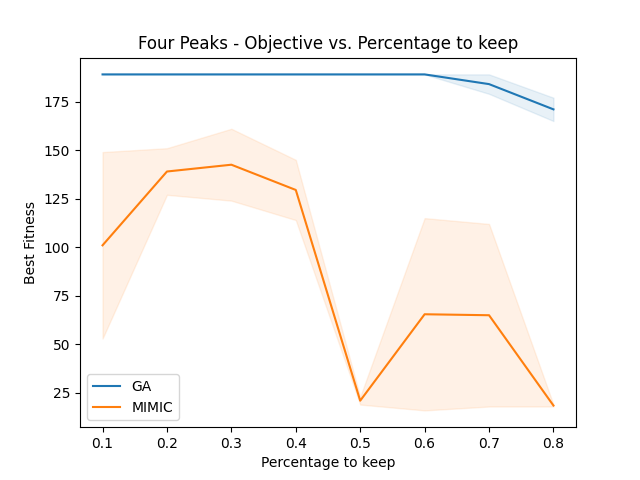 Four Peaks - Objective vs. Percentage to keep
Best Fitness
175
150
125
100
75
50
25
GA
MIMIC
0.1 0.2 0.3 0.4 0.5 0.6 0.7 0.8
Percentage to keep